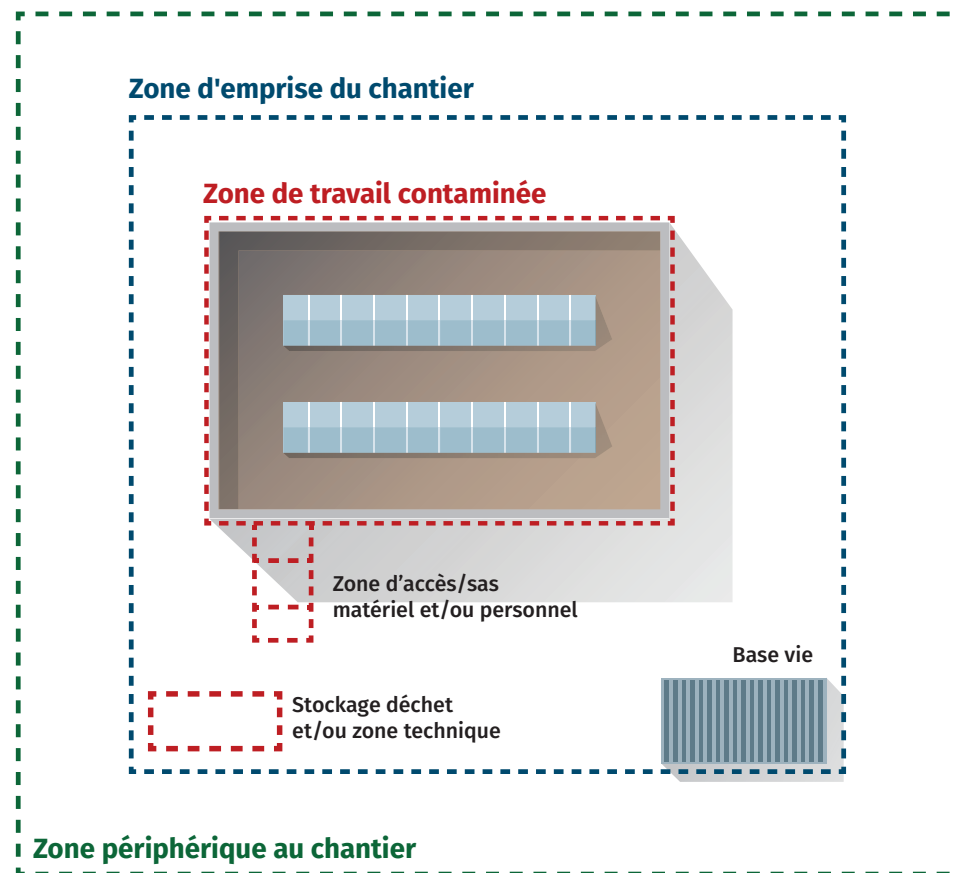 Zone d'emprise du chantier
Zone de travail contaminée
Zone d’accès/sas
matériel et/ou personnel
Base vie
Stockage déchet
et/ou zone technique
Zone périphérique au chantier